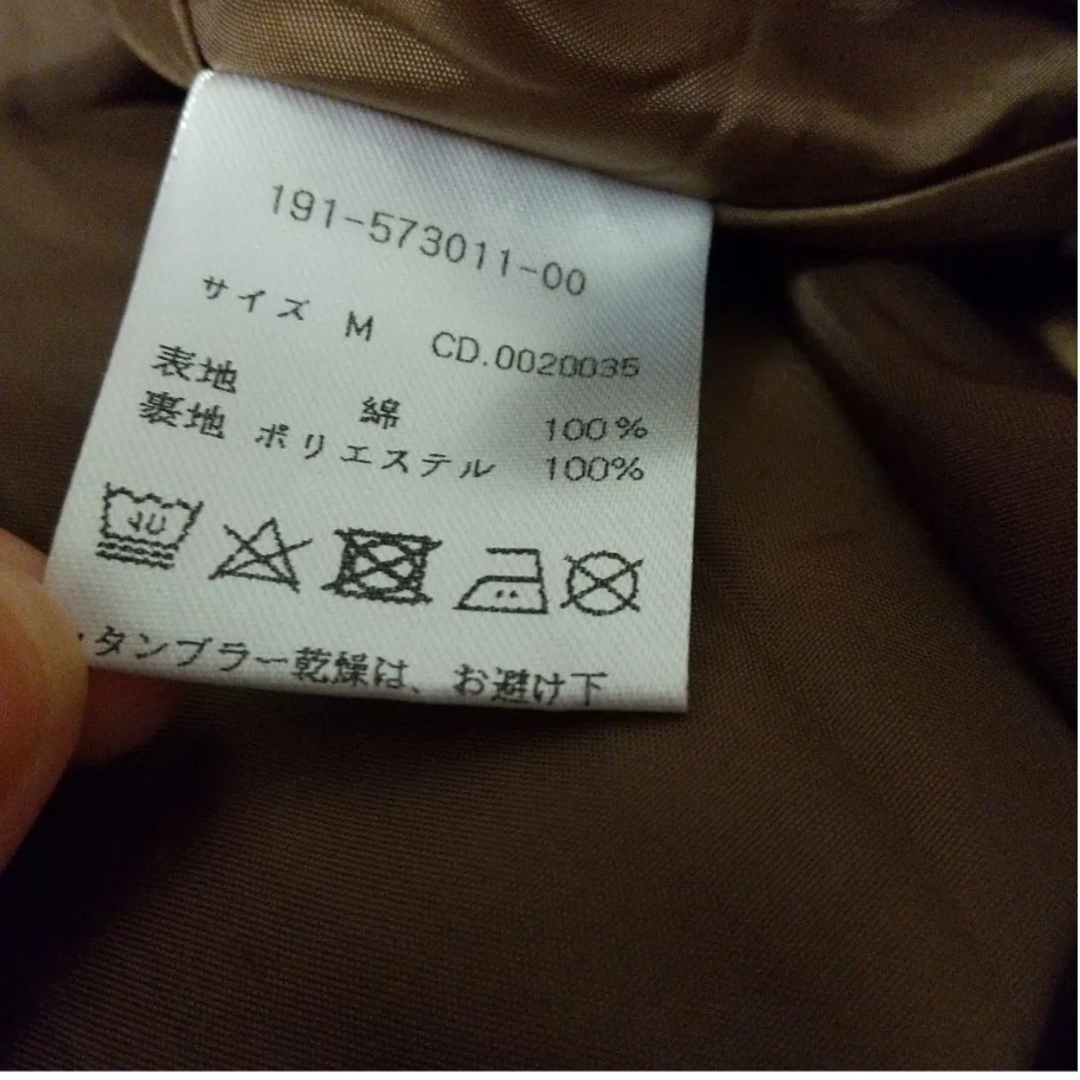 191-573011-00
サイズ M CD.0020035
表地 綿 100%
裏地 ポリエステル 100%
40
・タンブラー乾燥は、お避け下